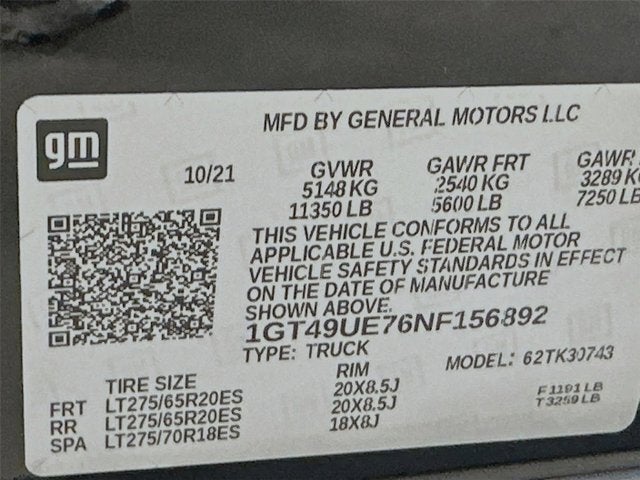 gm
MFD BY GENERAL MOTORS LLC
10/21 GVWR GAWR FRT GAWR
5148 KG 2540 KG 3289 KG
11350 LB 5600 LB 7250 LB
THIS VEHICLE CONFORMS TO ALL
APPLICABLE U.S. FEDERAL MOTOR
VEHICLE SAFETY STANDARDS IN EFFECT
ON THE DATE OF MANUFACTURE
SHOWN ABOVE.
1GT49UE76NF156892
TYPE: TRUCK MODEL: 62TK30743
TIRE SIZE RIM
FRT LT275/65R20ES 20X8.5J F1191 LB
RR LT275/65R20ES 20X8.5J T3259 LB
SPA LT275/70R18ES 18X8J